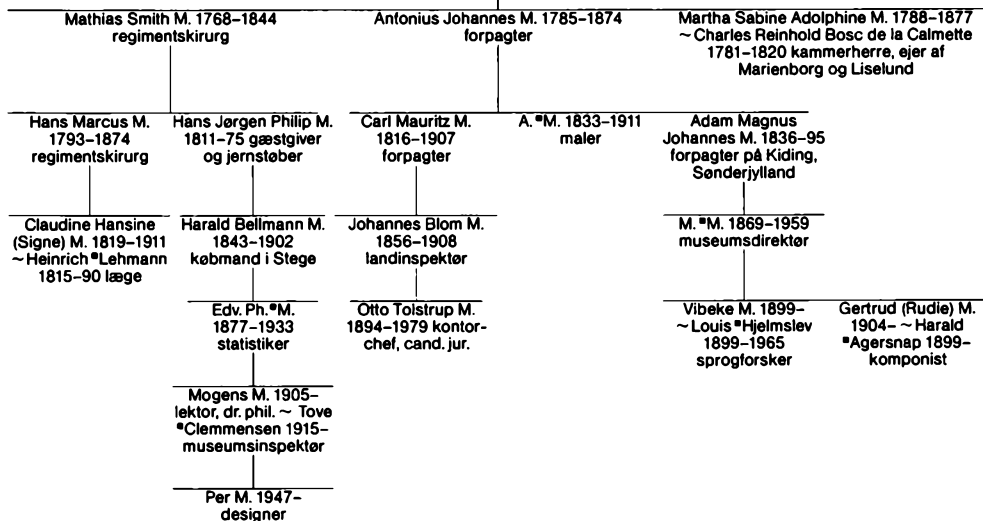 Mathias Smith M. 1768–1844
regimentskirurg
Antonius Johannes M. 1785–1874
forpagter
Martha Sabine Adolphine M. 1788–1877
~ Charles Reinhold Bosc de la Calmette
1781–1820 kammerherre, ejer af
Marienborg og Liselund
Hans Marcus M.
1793–1874
regimentskirurg
Hans Jørgen Philip M.
1811–75 gæstgiver
og jernstøber
Carl Mauritz M.
1816–1907
forpagter
A. *M. 1833–1911
maler
Adam Magnus
Johannes M. 1836–95
forpagter på Kiding,
Sønderjylland
Claudine Hansine
(Signe) M. 1819–1911
~ Heinrich *Lehmann
1815–90 læge
Harald Bellmann M.
1843–1902
købmand i Stege
Johannes Blom M.
1856–1908
landinspektør
M. *M. 1869–1959
museumsdirektør
Edv. Ph. *M.
1877–1933
statistiker
Otto Tolstrup M.
1894–1979 kontor-
chef, cand. jur.
Vibeke M. 1899–
~ Louis *Hjelmslev
1899–1965
sprogforsker
Gertrud (Rudie) M.
1904– ~ Harald
*Agersnap 1899–
komponist
Mogens M. 1905–
lektor, dr. phil. ~ Tove
*Clemmensen 1915–
museumsinspektør
Per M. 1947–
designer